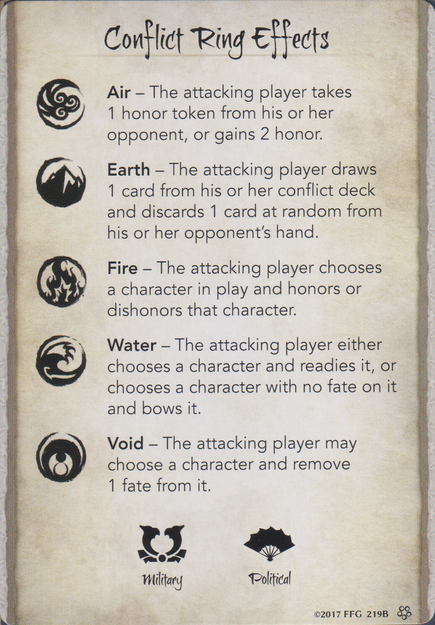 Conflict Ring Effects
Air – The attacking player takes
1 honor token from his or her
opponent, or gains 2 honor.
Earth – The attacking player draws
1 card from his or her conflict deck
and discards 1 card at random from
his or her opponent's hand.
Fire – The attacking player chooses
a character in play and honors or
dishonors that character.
Water – The attacking player either
chooses a character and readies it, or
chooses a character with no fate on it
and bows it.
Void – The attacking player may
choose a character and remove
1 fate from it.
Military Political
©2017 FFG 219B